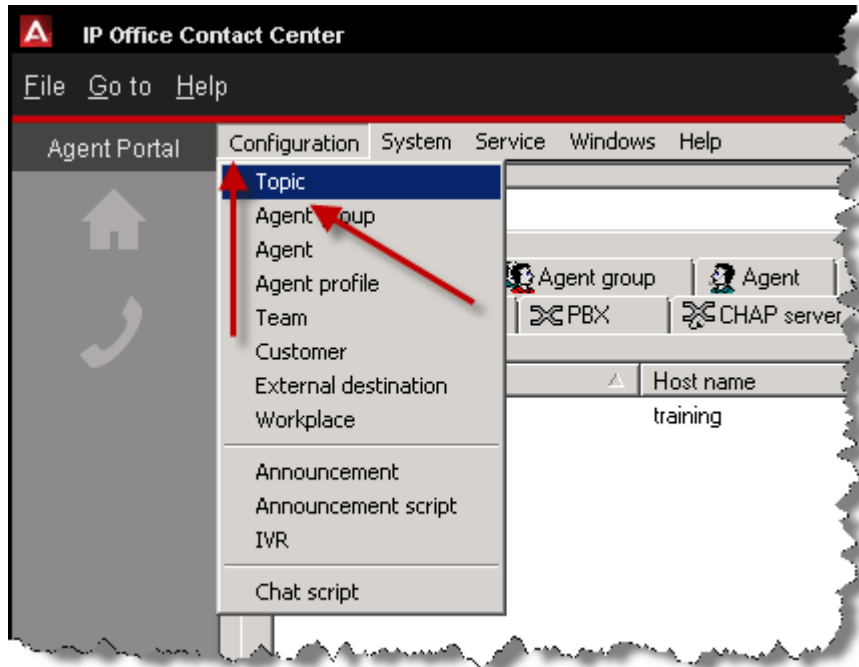 IP Office Contact Center
File Go to Help
Agent Portal
Configuration System Service Windows Help
Topic
Agent group
Agent
Agent profile
Team
Customer
External destination
Workplace
Announcement
Announcement script
IVR
Chat script
Agent group Agent
PBX CHAP server
Host name
training